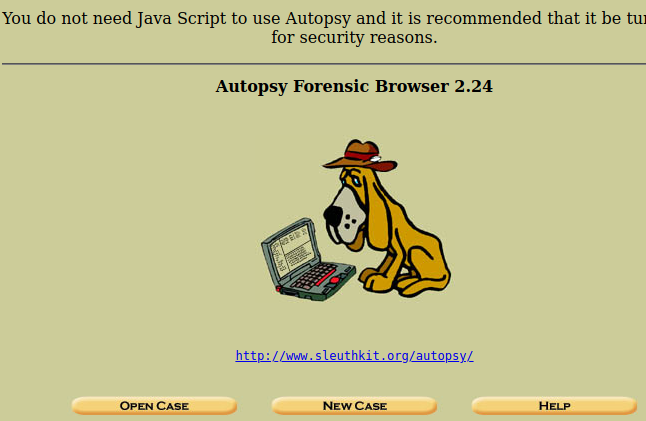 You do not need Java Script to use Autopsy and it is recommended that it be
for security reasons.
Autopsy Forensic Browser 2.24
http://www.sleuthkit.org/autopsy/
OPEN CASE NEW CASE HELP